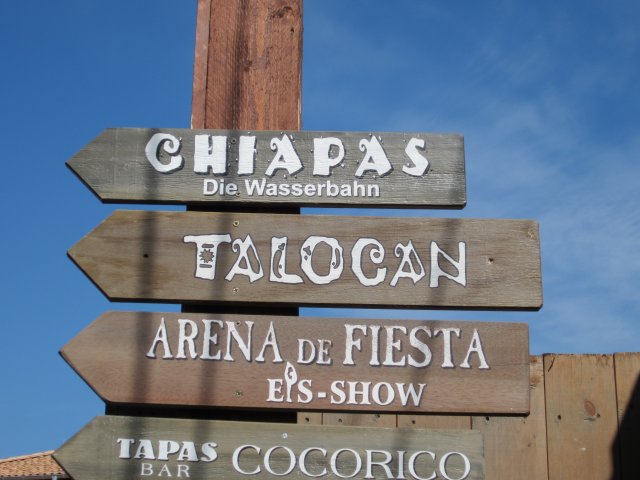 CHIAPAS
Die Wasserbahn
TALOCAN
ARENA DE FIESTA
EIS-SHOW
TAPAS BAR COCORICO